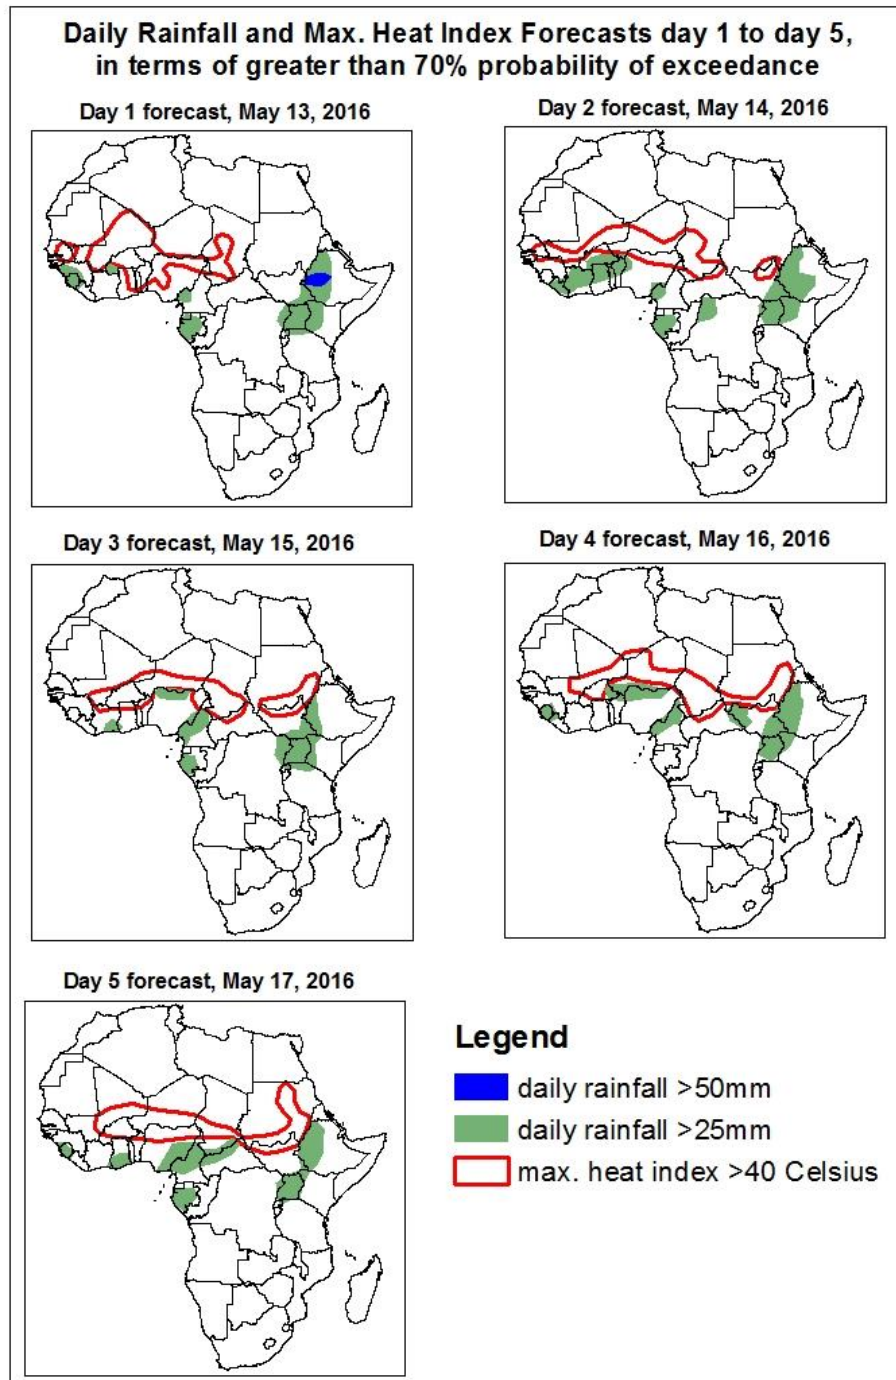 Daily Rainfall and Max. Heat Index Forecasts day 1 to day 5,
in terms of greater than 70% probability of exceedance
Day 1 forecast, May 13, 2016
Day 2 forecast, May 14, 2016
Day 3 forecast, May 15, 2016
Day 4 forecast, May 16, 2016
Day 5 forecast, May 17, 2016
Legend
daily rainfall >50mm
daily rainfall >25mm
max. heat index >40 Celsius